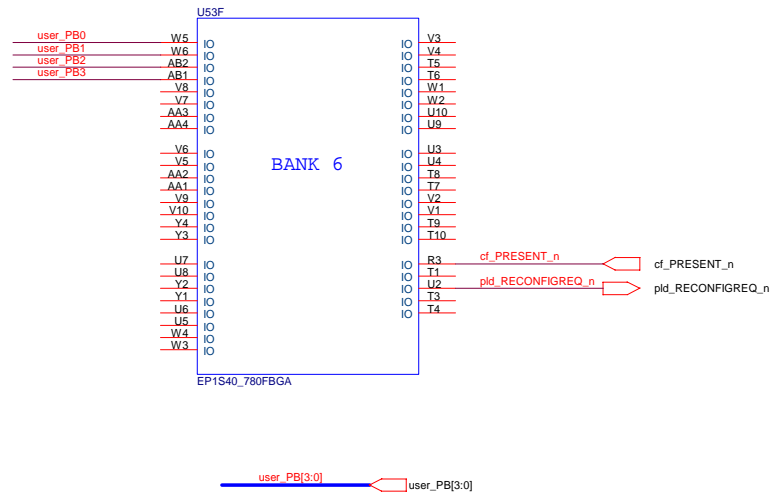 U53F
user_PB0 W5 IO IO V3
user_PB1 W6 IO IO V4
user_PB2 AB2 IO IO T5
user_PB3 AB1 IO IO T6
V8 IO IO W1
V7 IO IO W2
AA3 IO IO U10
AA4 IO IO U9
V6 IO IO U3
V5 IO IO U4
BANK 6
AA2 IO IO T8
AA1 IO IO T7
V9 IO IO V2
V10 IO IO V1
Y4 IO IO T9
Y3 IO IO T10
U7 IO IO R3 cf_PRESENT_n cf_PRESENT_n
U8 IO IO T1
Y2 IO IO U2 pld_RECONFIGREQ_n pld_RECONFIGREQ_n
Y1 IO IO T3
U6 IO IO T4
U5 IO
W4 IO
W3 IO
EP1S40_780FBGA
user_PB[3:0] user_PB[3:0]